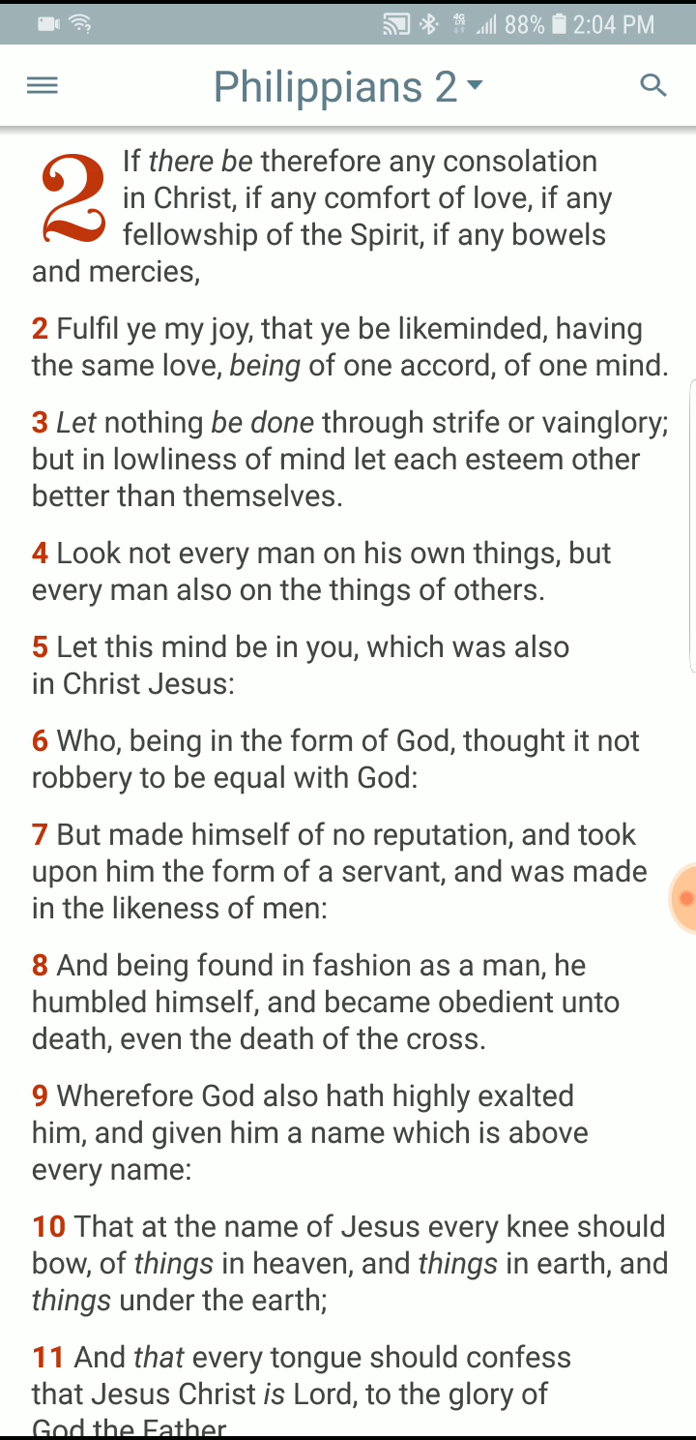 88% 2:04 PM
Philippians 2
2 If there be therefore any consolation
in Christ, if any comfort of love, if any
fellowship of the Spirit, if any bowels
and mercies,
2 Fulfil ye my joy, that ye be likeminded, having
the same love, being of one accord, of one mind.
3 Let nothing be done through strife or vainglory;
but in lowliness of mind let each esteem other
better than themselves.
4 Look not every man on his own things, but
every man also on the things of others.
5 Let this mind be in you, which was also
in Christ Jesus:
6 Who, being in the form of God, thought it not
robbery to be equal with God:
7 But made himself of no reputation, and took
upon him the form of a servant, and was made
in the likeness of men:
8 And being found in fashion as a man, he
humbled himself, and became obedient unto
death, even the death of the cross.
9 Wherefore God also hath highly exalted
him, and given him a name which is above
every name:
10 That at the name of Jesus every knee should
bow, of things in heaven, and things in earth, and
things under the earth;
11 And that every tongue should confess
that Jesus Christ is Lord, to the glory of
God the Father